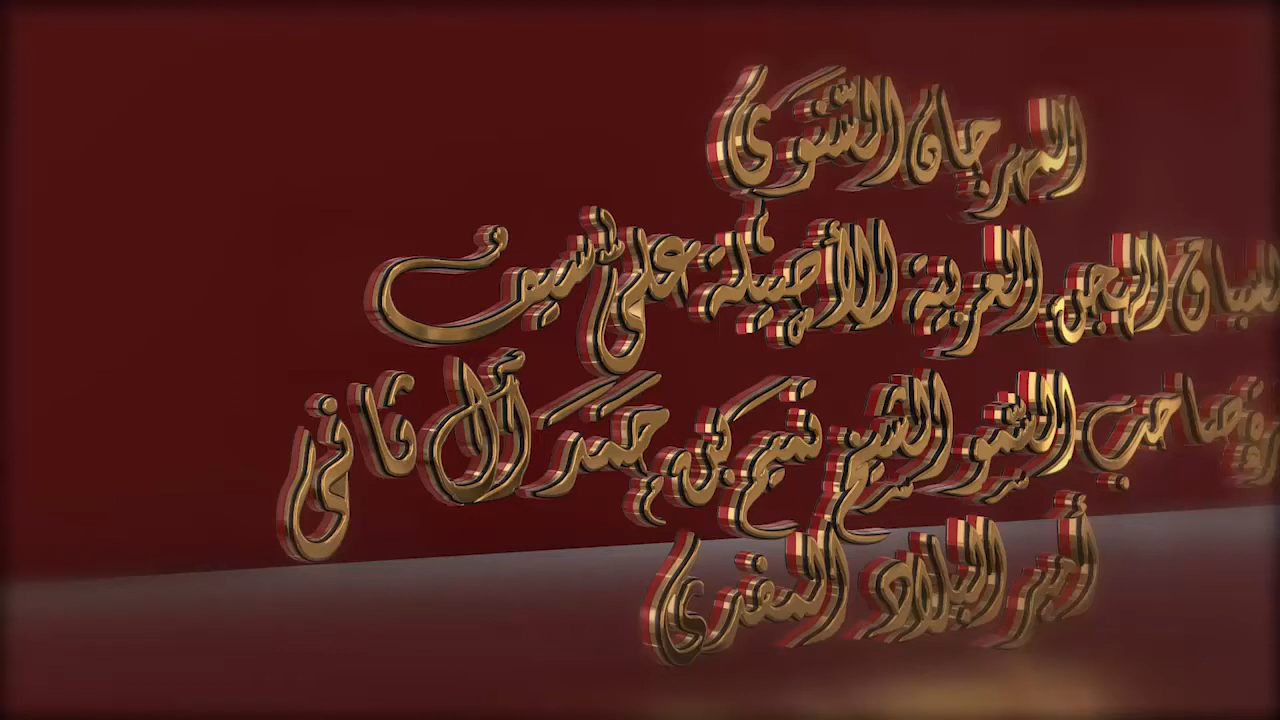 المهرجان السنوي
لسباق الهجن العربية الأصيلة على سيف
صاحب السمو الشيخ تميم بن حمد آل ثاني
أمير البلاد المفدى